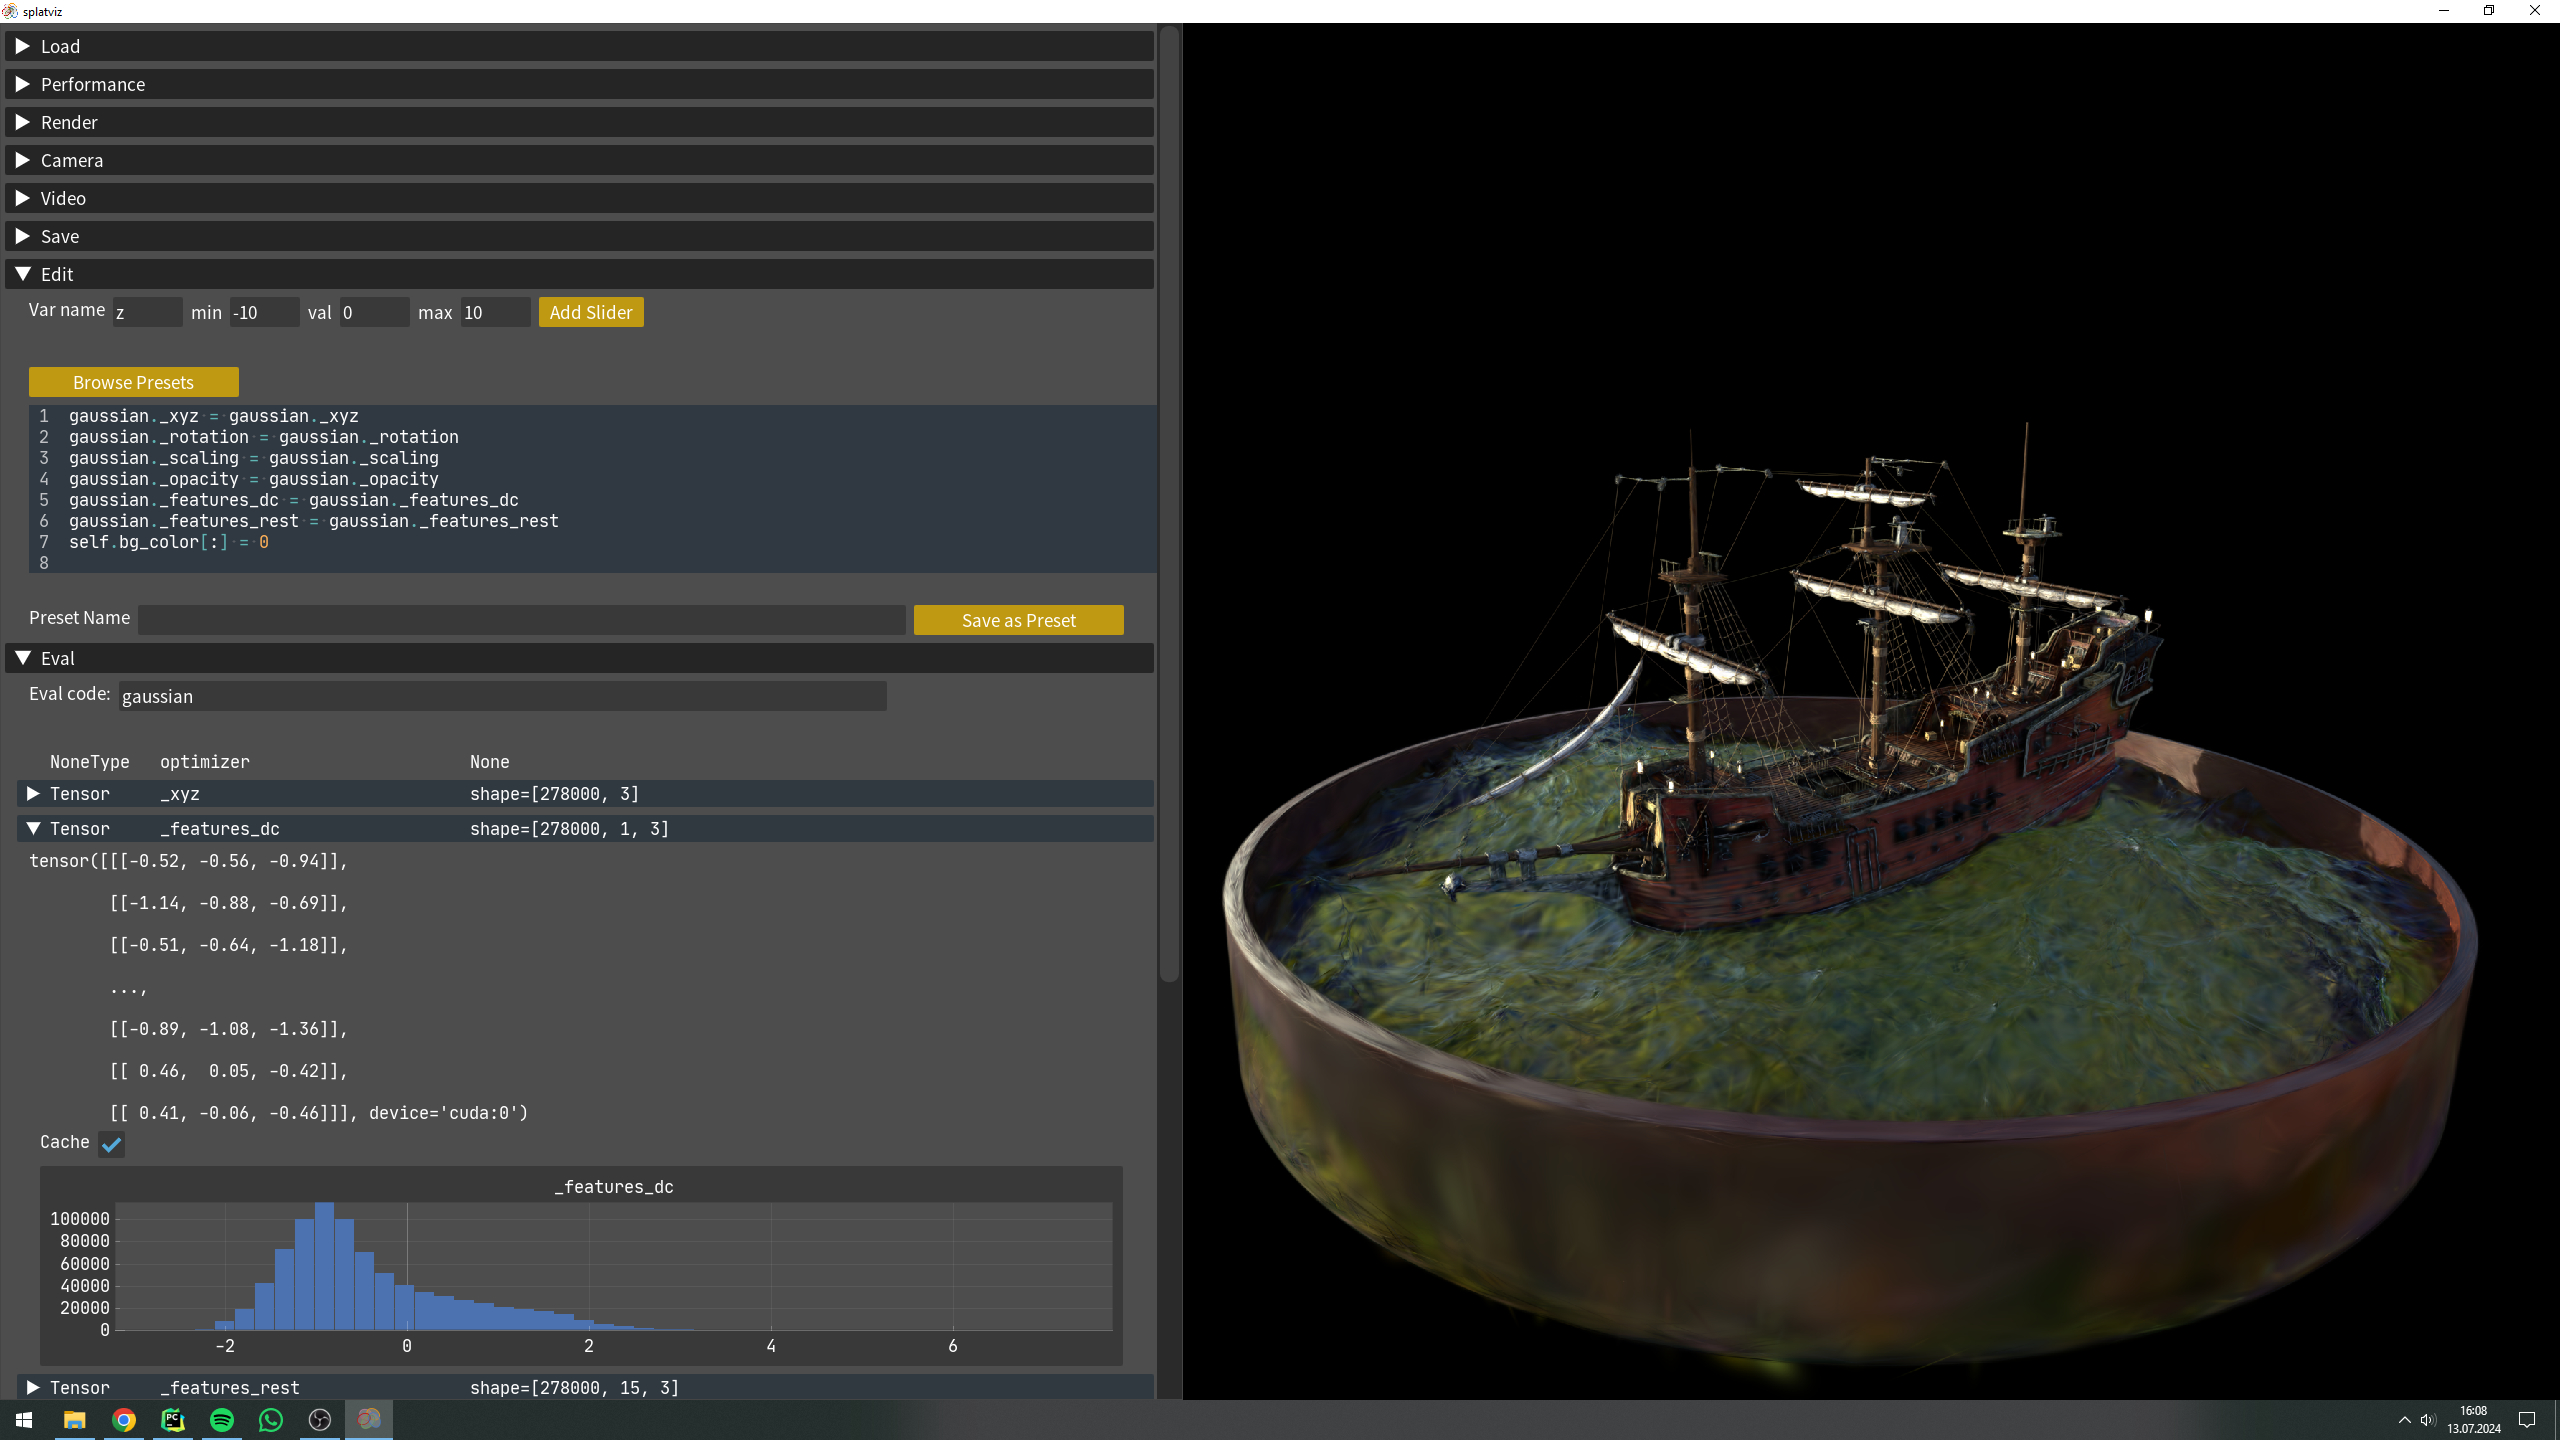 splatviz
Load
Performance
Render
Camera
Video
Save
Edit
Var name z min -10 val 0 max 10 Add Slider
Browse Presets
1 gaussian._xyz = gaussian._xyz
2 gaussian._rotation = gaussian._rotation
3 gaussian._scaling = gaussian._scaling
4 gaussian._opacity = gaussian._opacity
5 gaussian._features_dc = gaussian._features_dc
6 gaussian._features_rest = gaussian._features_rest
7 self.bg_color[:] = 0
8
Preset Name Save as Preset
Eval
Eval code: gaussian
NoneType optimizer None
Tensor _xyz shape=[278000, 3]
Tensor _features_dc shape=[278000, 1, 3]
tensor([[[-0.52, -0.56, -0.94]],
[[-1.14, -0.88, -0.69]],
[[-0.51, -0.64, -1.18]],
...,
[[-0.89, -1.08, -1.36]],
[[ 0.46,  0.05, -0.42]],
[[ 0.41, -0.06, -0.46]]], device='cuda:0')
Cache
_features_dc
100000
80000
60000
40000
20000
0
-2 0 2 4 6
Tensor _features_rest shape=[278000, 15, 3]
PC
16:08
13.07.2024